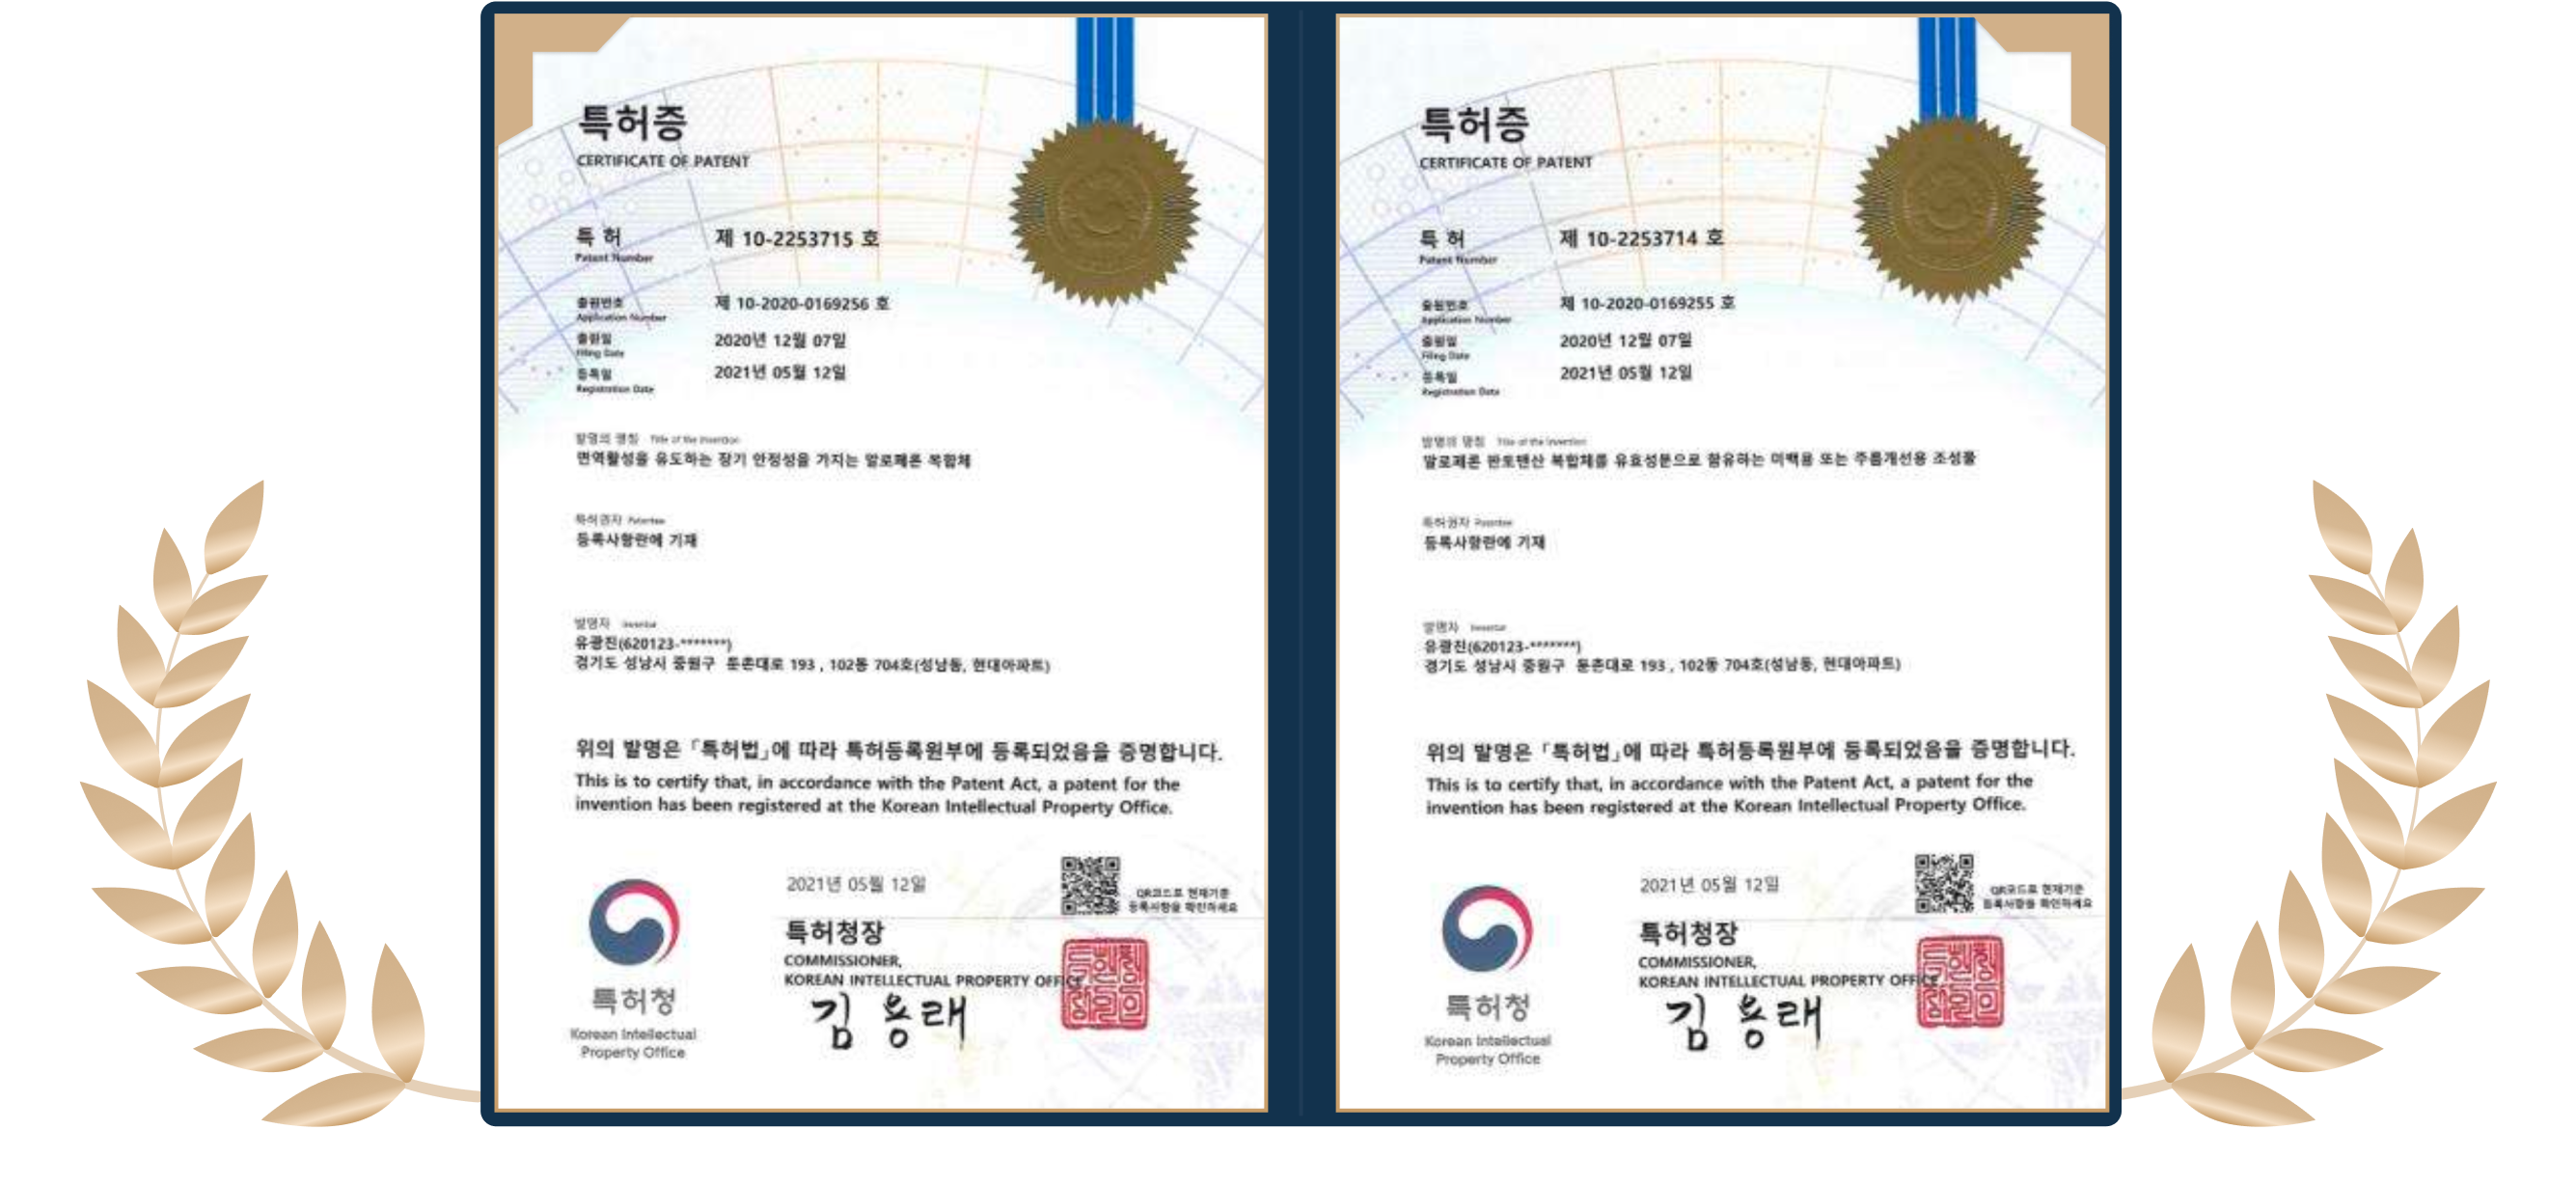 특허증
CERTIFICATE OF PATENT
특 허 제 10-2253715 호
Patent Number
출원번호 제 10-2020-0169256 호
Application Number
출원일 2020년 12월 07일
Filing Date
등록일 2021년 05월 12일
Registration Date
발명의 명칭 Title of the Invention
면역활성을 유도하는 장기 안정성을 가지는 알로페론 복합체
특허권자 Patentee
등록사항란에 기재
발명자 Inventor
유광진(620123-*******)
경기도 성남시 중원구 둔촌대로 193 , 102동 704호(성남동, 현대아파트)
위의 발명은 「특허법」에 따라 특허등록원부에 등록되었음을 증명합니다.
This is to certify that, in accordance with the Patent Act, a patent for the
invention has been registered at the Korean Intellectual Property Office.
2021년 05월 12일
QR코드로 현재기준
등록사항을 확인하세요
특허청장
COMMISSIONER,
KOREAN INTELLECTUAL PROPERTY OFFICE
김용래
특허청
Korean Intellectual
Property Office
특허증
CERTIFICATE OF PATENT
특 허 제 10-2253714 호
Patent Number
출원번호 제 10-2020-0169255 호
Application Number
출원일 2020년 12월 07일
Filing Date
등록일 2021년 05월 12일
Registration Date
발명의 명칭 Title of the Invention
알로페론 판토텐산 복합체를 유효성분으로 함유하는 미백용 또는 주름개선용 조성물
특허권자 Patentee
등록사항란에 기재
발명자 Inventor
유광진(620123-*******)
경기도 성남시 중원구 둔촌대로 193 , 102동 704호(성남동, 현대아파트)
위의 발명은 「특허법」에 따라 특허등록원부에 등록되었음을 증명합니다.
This is to certify that, in accordance with the Patent Act, a patent for the
invention has been registered at the Korean Intellectual Property Office.
2021년 05월 12일
QR코드로 현재기준
등록사항을 확인하세요
특허청장
COMMISSIONER,
KOREAN INTELLECTUAL PROPERTY OFFICE
김용래
특허청
Korean Intellectual
Property Office